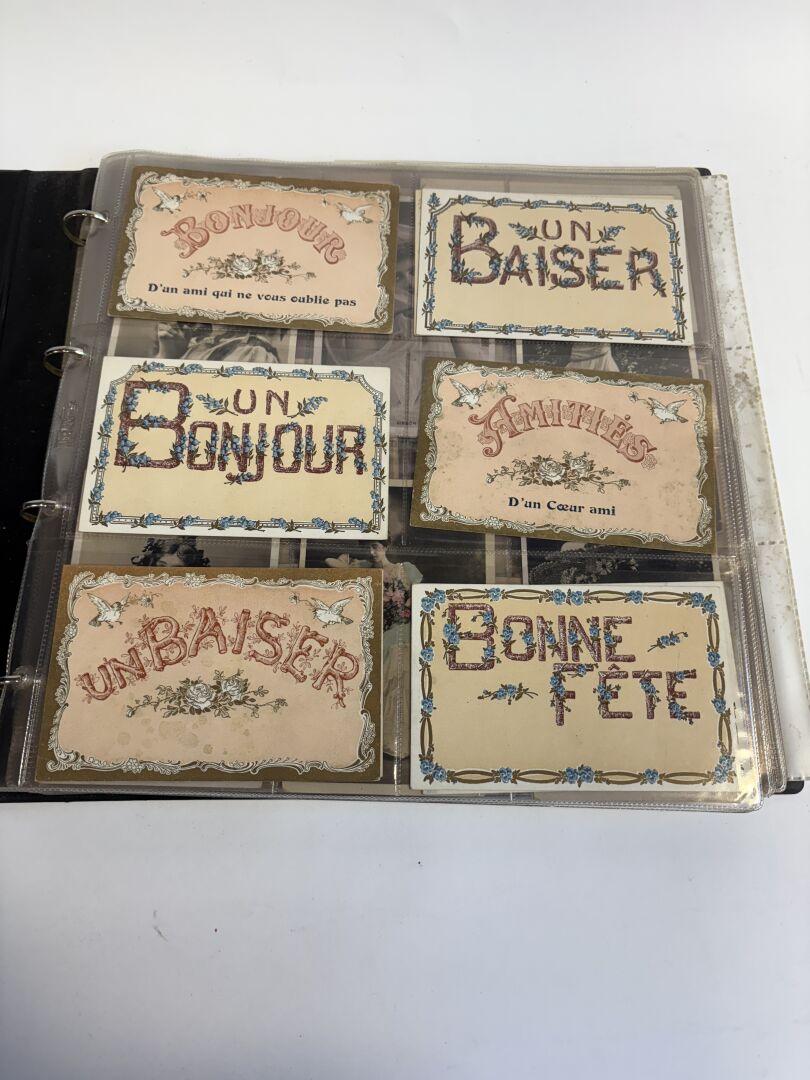 BONJOUR
D'un ami qui ne vous oublie pas
UN
BAISER
UN
BONJOUR
AMITIÉS
D'un Cœur ami
UN BAISER
BONNE
FÊTE